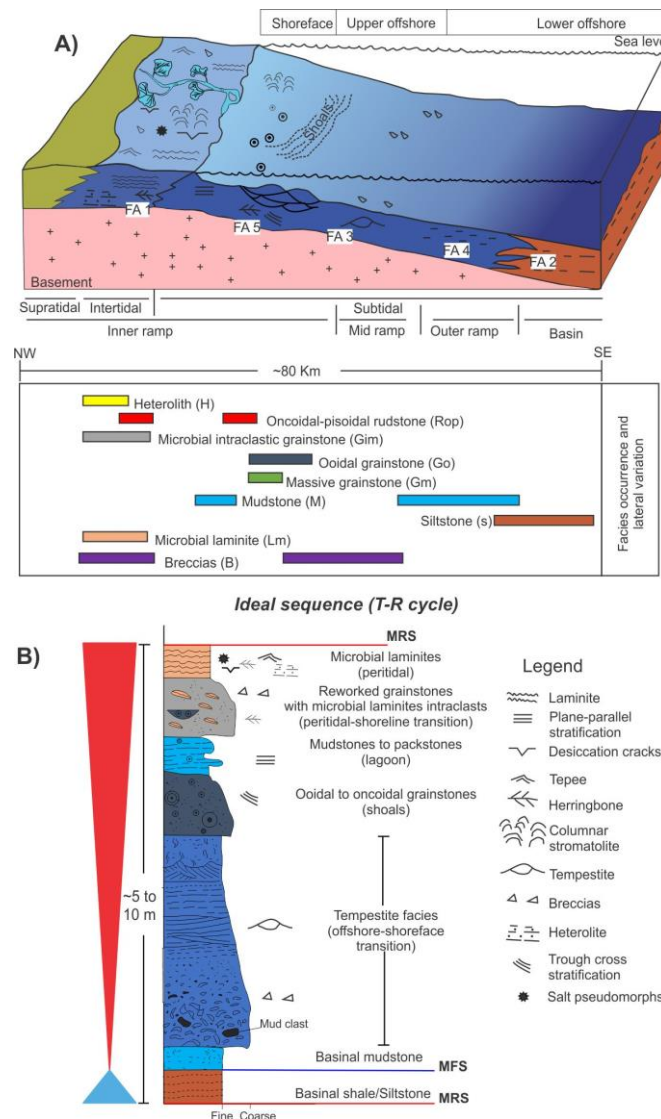 Shoreface Upper offshore Lower offshore
A)
Sea leve
Shoals
FA 1
FA 5
FA 3
FA 4
FA 2
Basement
Supratidal Intertidal Subtidal
Inner ramp Mid ramp Outer ramp Basin
NW SE
~80 Km
Heterolith (H)
Oncoidal-pisoidal rudstone (Rop)
Microbial intraclastic grainstone (Gim)
Ooidal grainstone (Go)
Massive grainstone (Gm)
Mudstone (M)
Siltstone (s)
Microbial laminite (Lm)
Breccias (B)
Facies occurrence and
lateral variation
Ideal sequence (T-R cycle)
B)
MRS
Microbial laminites
(peritidal)
Reworked grainstones
with microbial laminites intraclasts
(peritidal-shoreline transition)
Mudstones to packstones
(lagoon)
Ooidal to oncoidal grainstones
(shoals)
~5 to
10 m
Tempestite facies
(offshore-shoreface
transition)
Mud clast
Basinal mudstone
MFS
Basinal shale/Siltstone
MRS
Fine Coarse
Legend
Laminite
Plane-parallel
stratification
Desiccation cracks
Tepee
Herringbone
Columnar
stromatolite
Tempestite
Breccias
Heterolite
Trough cross
stratification
Salt pseudomorphs